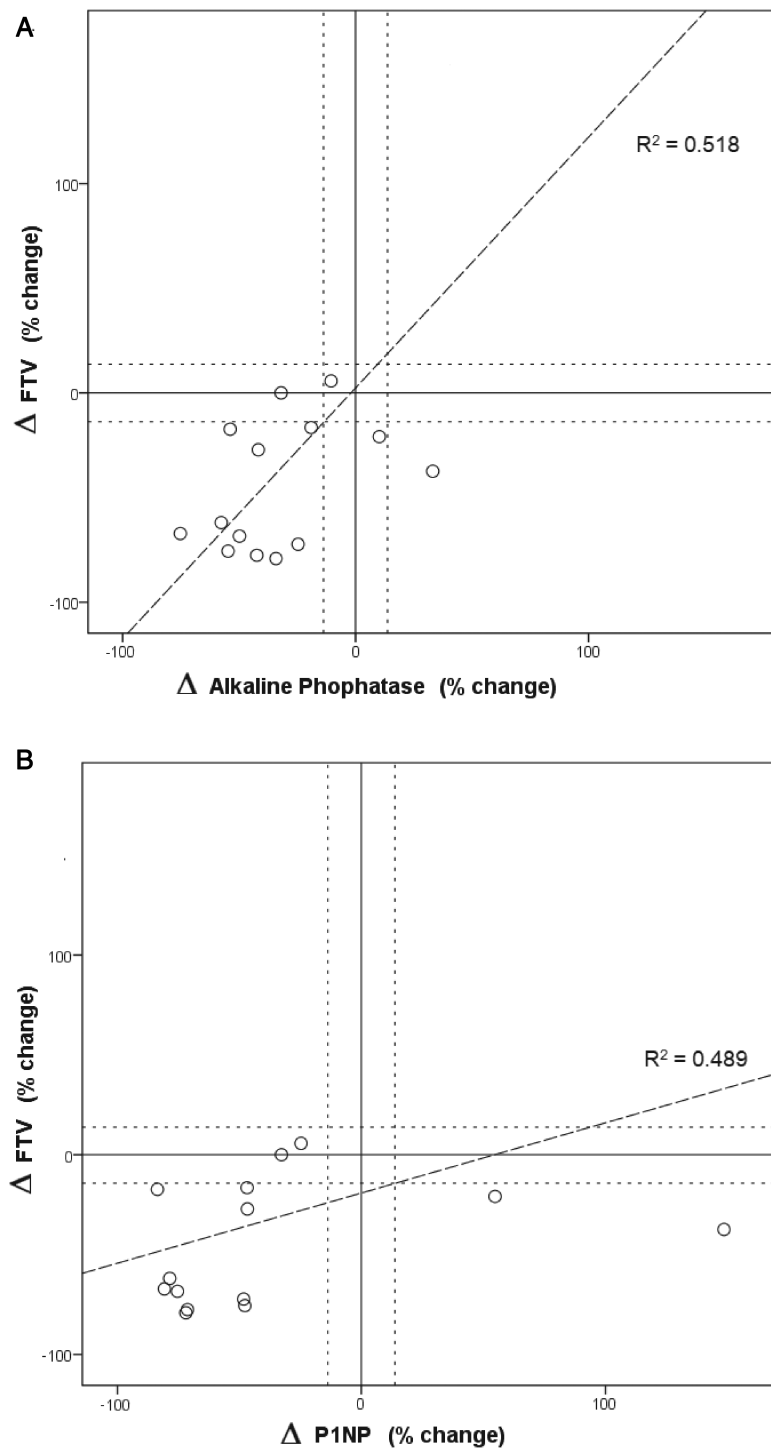 A
R² = 0.518
100
0
-100
Δ FTV (% change)
-100
0
100
Δ Alkaline Phophatase (% change)
B
R² = 0.489
100
0
-100
Δ FTV (% change)
-100
0
100
Δ P1NP (% change)